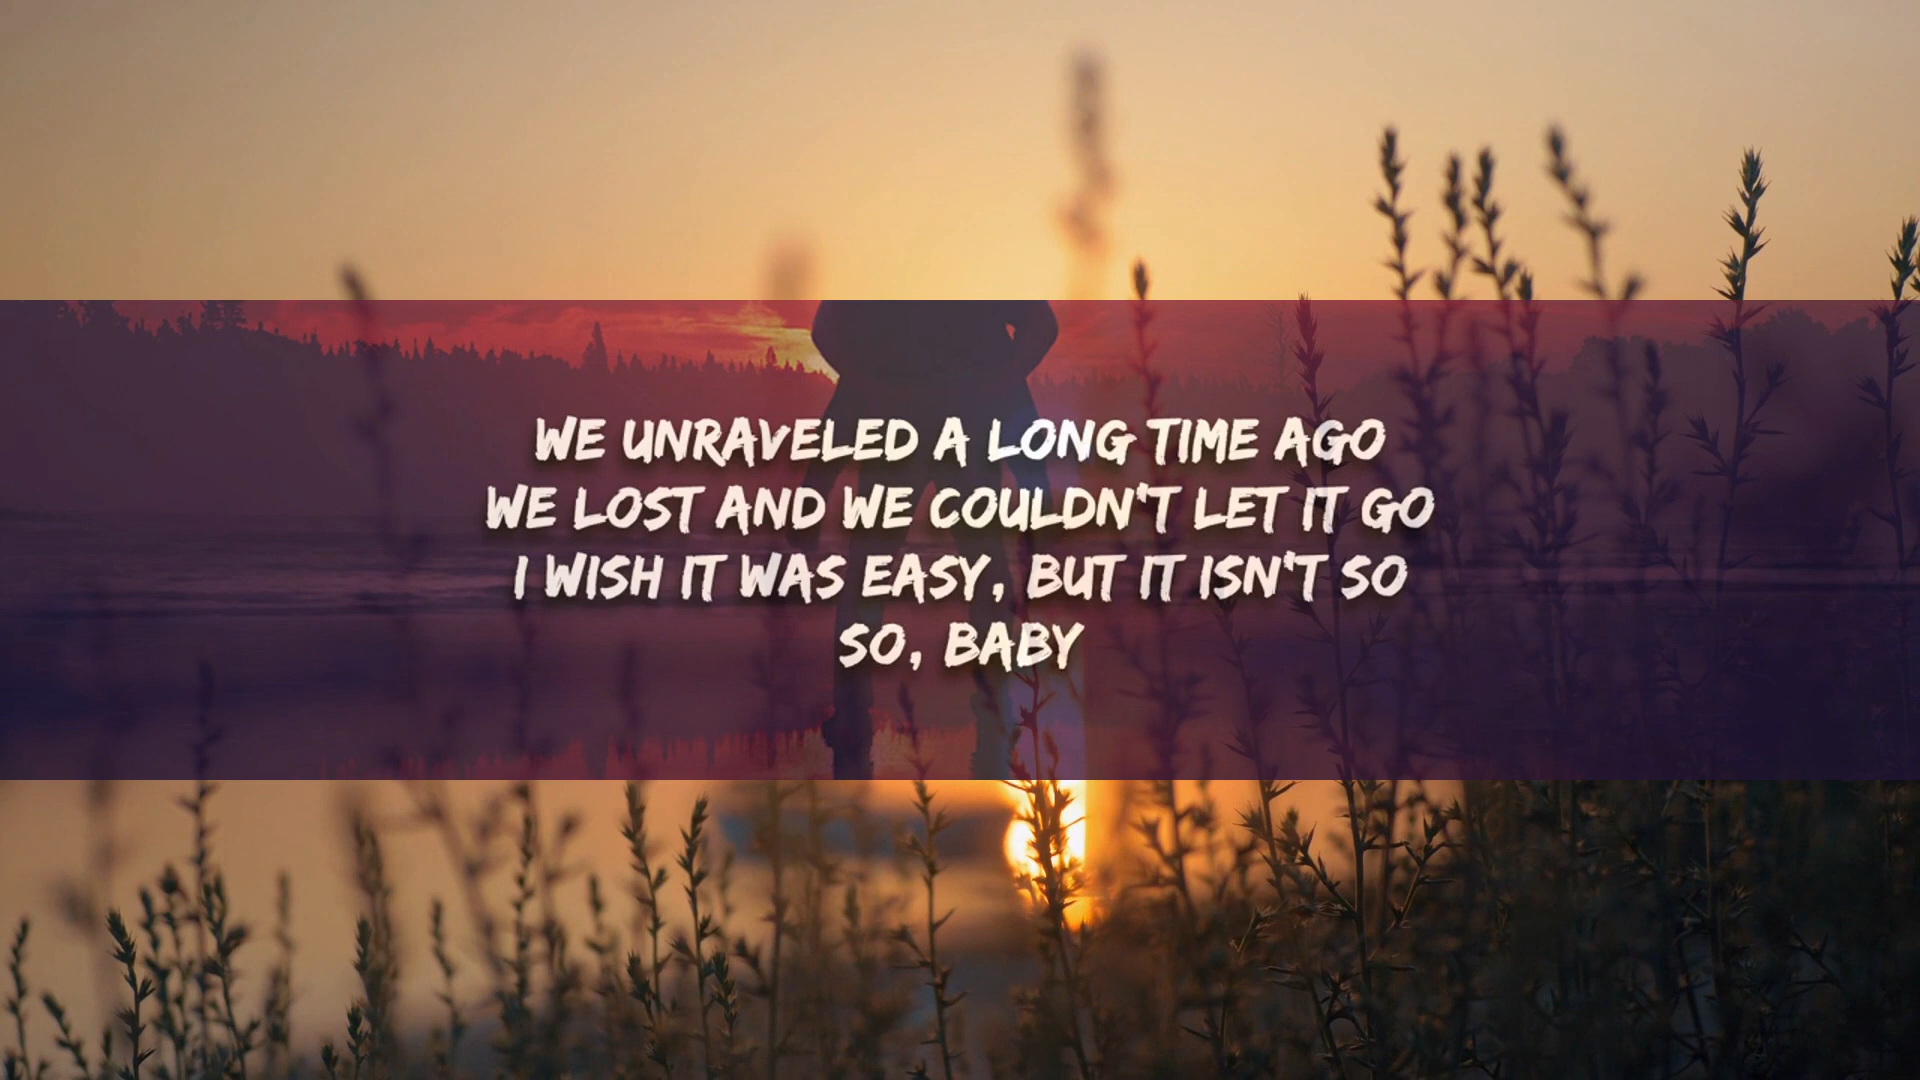 WE UNRAVELED A LONG TIME AGO
WE LOST AND WE COULDN'T LET IT GO
I WISH IT WAS EASY, BUT IT ISN'T SO
SO, BABY